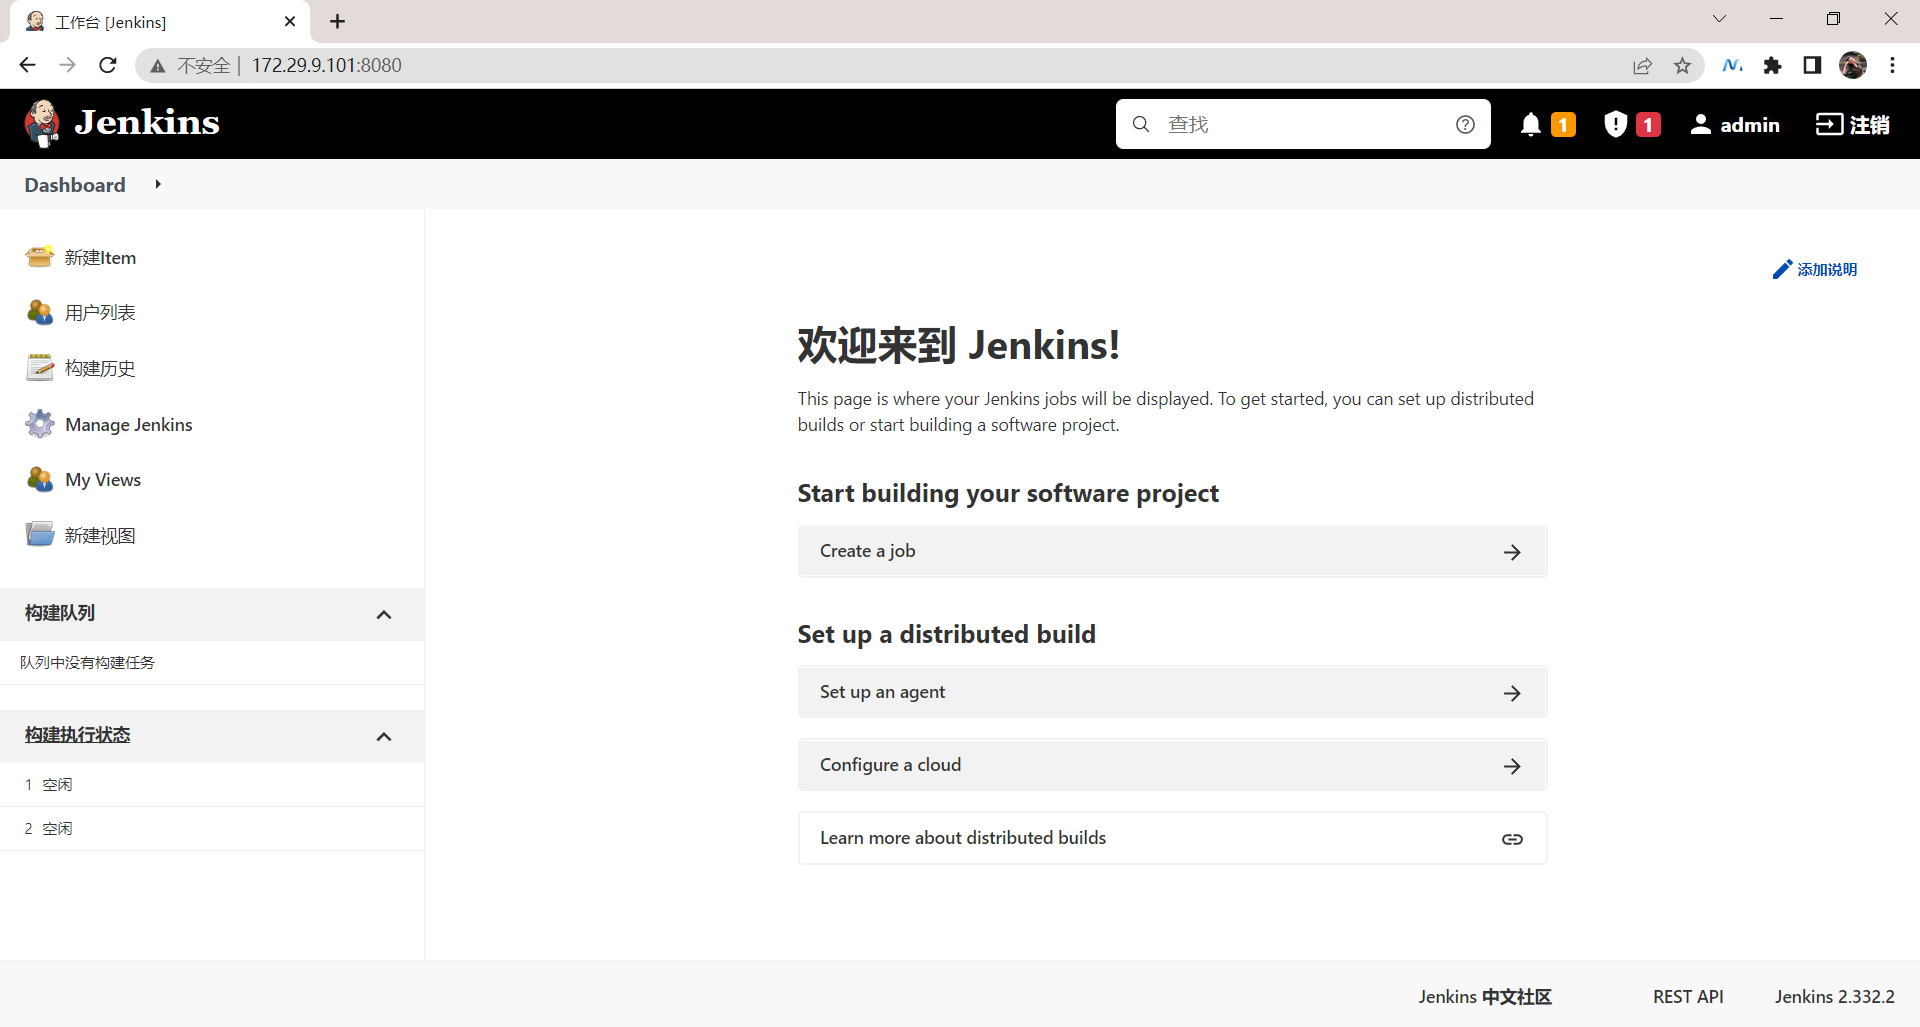 工作台 [Jenkins]
不安全 | 172.29.9.101:8080
Jenkins
查找
1
1
admin
注销
Dashboard
新建Item
用户列表
构建历史
Manage Jenkins
My Views
新建视图
构建队列
队列中没有构建任务
构建执行状态
1 空闲
2 空闲
添加说明
欢迎来到 Jenkins!
This page is where your Jenkins jobs will be displayed. To get started, you can set up distributed
builds or start building a software project.
Start building your software project
Create a job
Set up a distributed build
Set up an agent
Configure a cloud
Learn more about distributed builds
Jenkins 中文社区
REST API
Jenkins 2.332.2